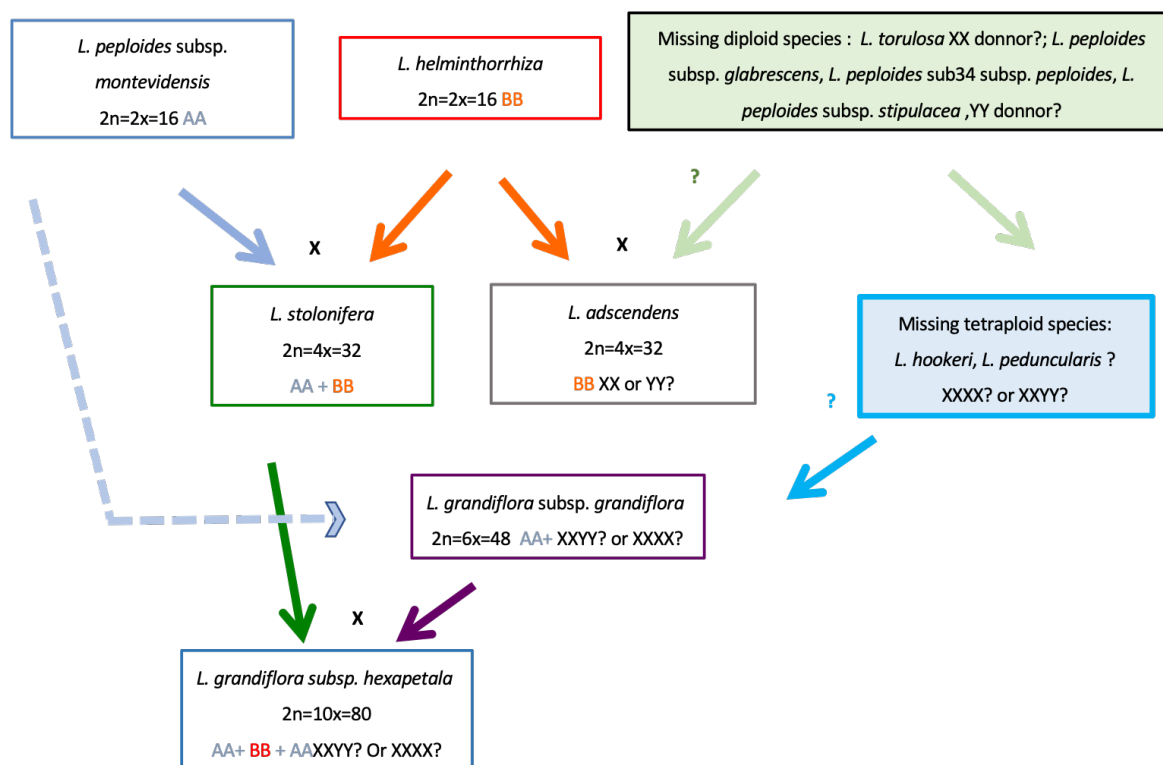 L. peploides subsp.
montevidensis
2n=2x=16 AA
L. helminthorrhiza
2n=2x=16 BB
Missing diploid species : L. torulosa XX donnor?; L. peploides
subsp. glabrescens, L. peploides sub34 subsp. peploides, L.
peploides subsp. stipulacea ,YY donnor?
?
X
X
L. stolonifera
2n=4x=32
AA + BB
L. adscendens
2n=4x=32
BB XX or YY?
Missing tetraploid species:
L. hookeri, L. peduncularis ?
XXXX? or XXYY?
?
L. grandiflora subsp. grandiflora
2n=6x=48 AA+ XXYY? or XXXX?
X
L. grandiflora subsp. hexapetala
2n=10x=80
AA+ BB + AAXXYY? Or XXXX?